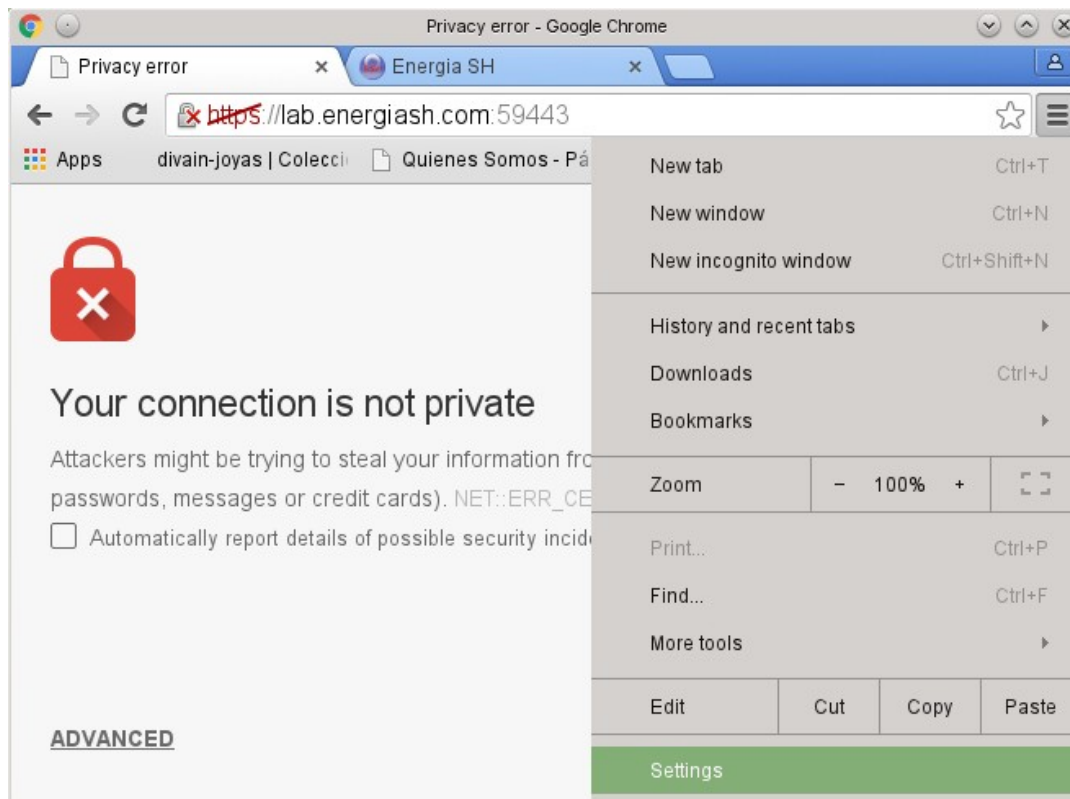 Privacy error - Google Chrome
Privacy error
Energia SH
https://lab.energiash.com:59443
Apps divain-joyas | Colecci Quienes Somos - Pá
Your connection is not private
Attackers might be trying to steal your information fro
passwords, messages or credit cards). NET::ERR_CE
Automatically report details of possible security incid
ADVANCED
New tab Ctrl+T
New window Ctrl+N
New incognito window Ctrl+Shift+N
History and recent tabs
Downloads Ctrl+J
Bookmarks
Zoom − 100% +
Print... Ctrl+P
Find... Ctrl+F
More tools
Edit Cut Copy Paste
Settings